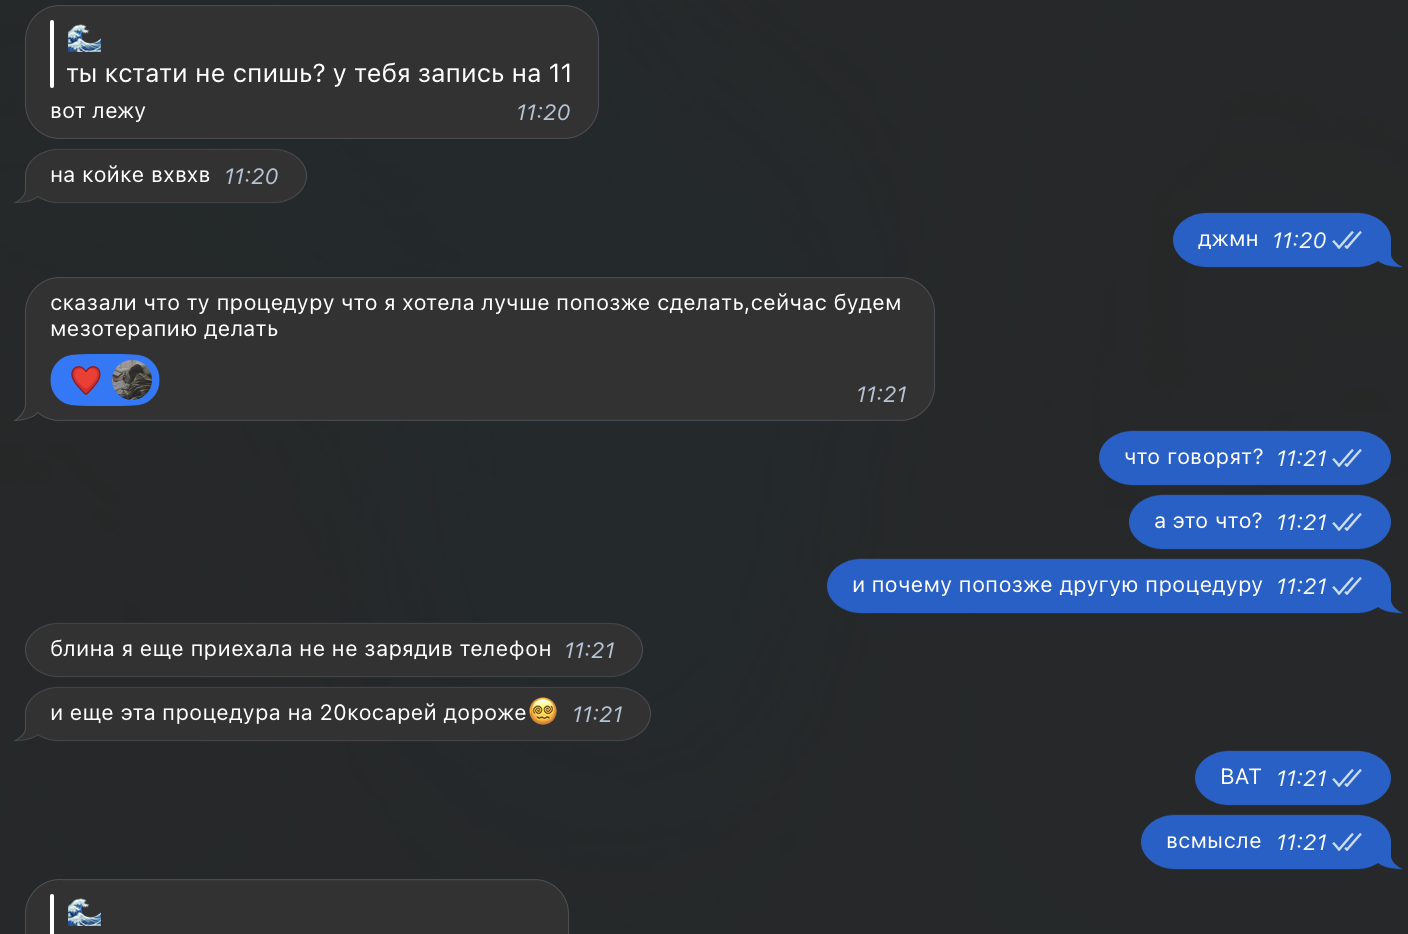 🌊
ты кстати не спишь? у тебя запись на 11
вот лежу 11:20
на койке вхвхв 11:20
джмн 11:20
сказали что ту процедуру что я хотела лучше попозже сделать,сейчас будем
мезотерапию делать
❤️
11:21
что говорят? 11:21
а это что? 11:21
и почему попозже другую процедуру 11:21
блина я еще приехала не не зарядив телефон 11:21
и еще эта процедура на 20косарей дороже😵‍💫 11:21
ВАТ 11:21
всмысле 11:21
🌊